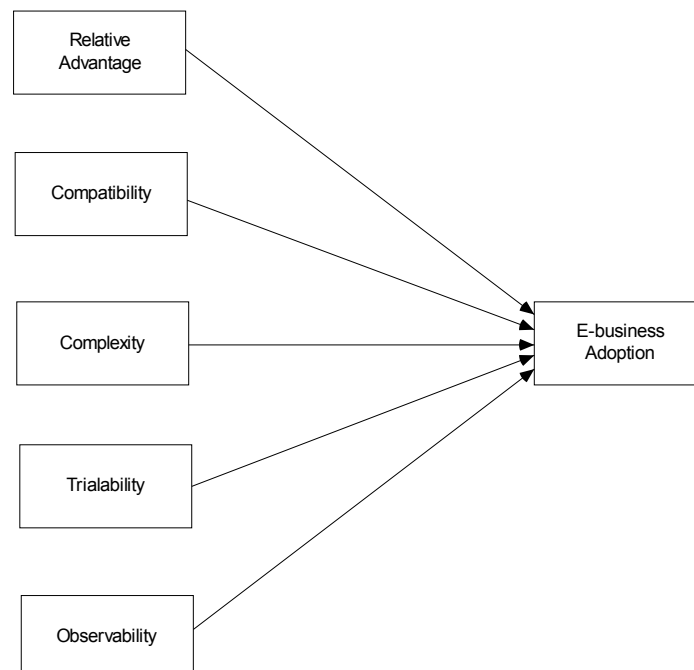 Relative
Advantage
Compatibility
Complexity
E-business
Adoption
Trialability
Observability